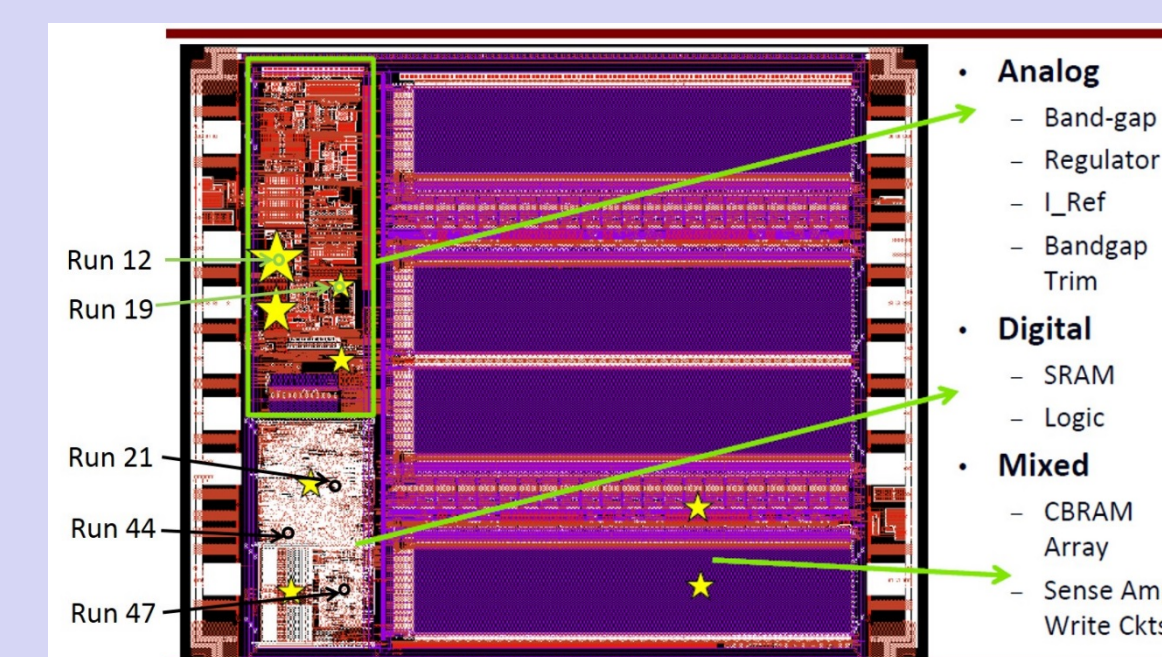 Run 12
Run 19
Run 21
Run 44
Run 47
• Analog
– Band-gap
– Regulator
– I_Ref
– Bandgap
Trim
• Digital
– SRAM
– Logic
• Mixed
– CBRAM
Array
– Sense Am
Write Ckts